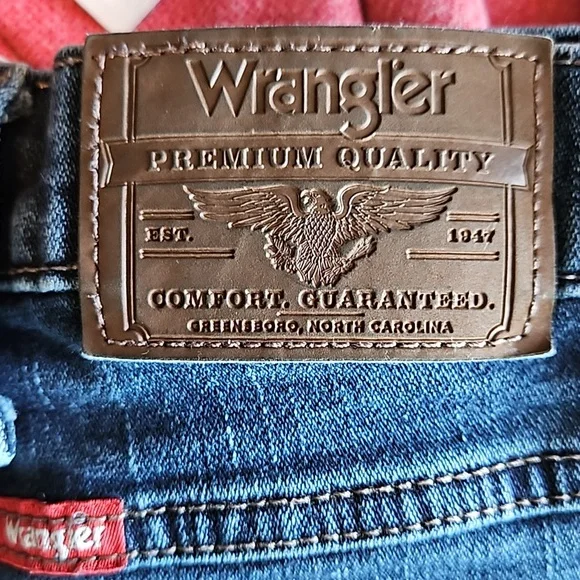 Wrangler
PREMIUM QUALITY
EST. 1947
COMFORT. GUARANTEED.
GREENSBORO, NORTH CAROLINA
Wrangler